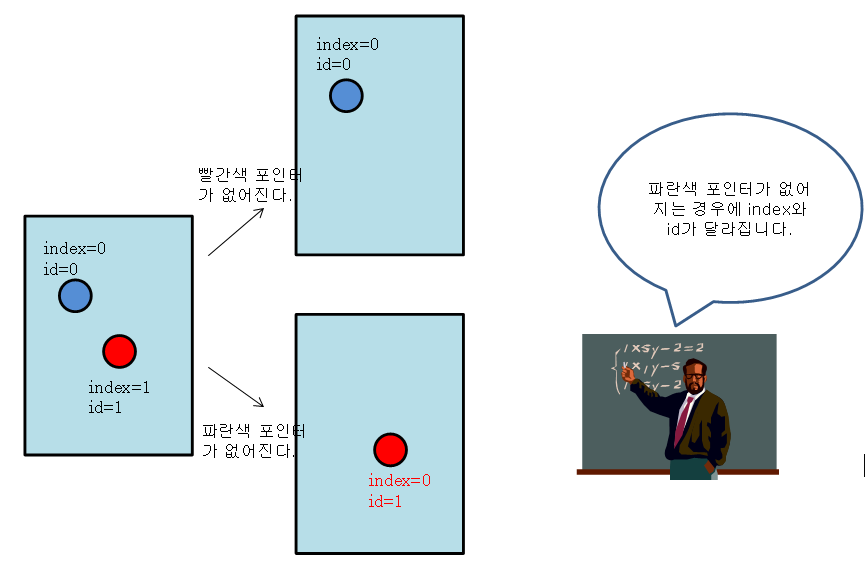 index=0
id=0
빨간색 포인터
가 없어진다.
index=0
id=0
index=1
id=1
파란색 포인터
가 없어진다.
index=0
id=1
파란색 포인터가 없어
지는 경우에 index와
id가 달라집니다.